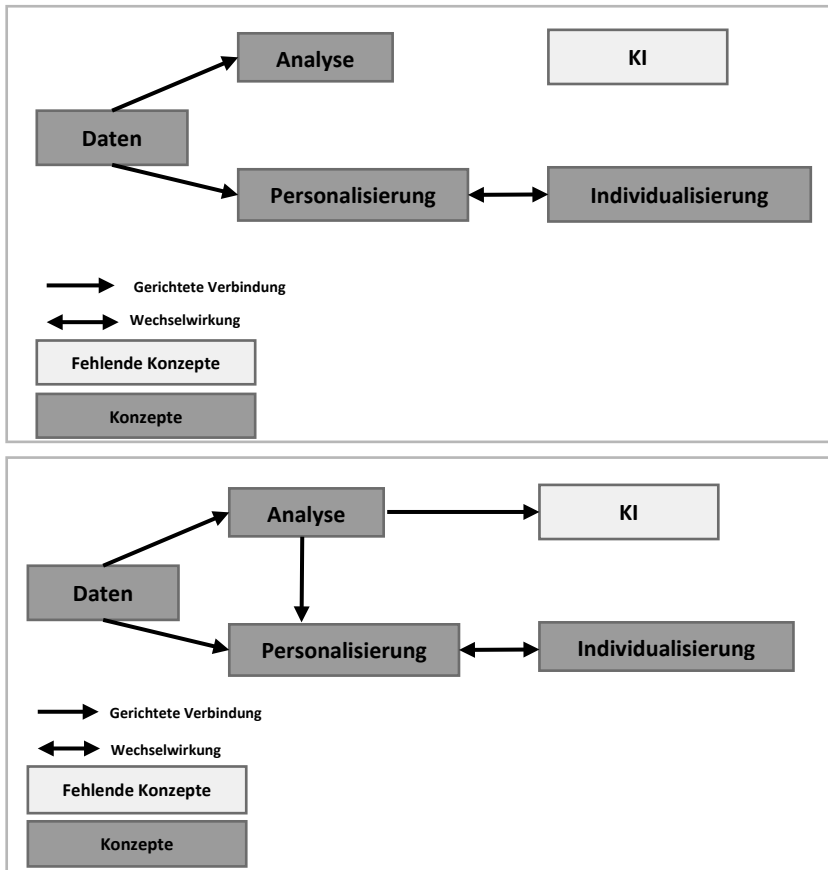 Analyse
KI
Daten
Personalisierung
Individualisierung
Gerichtete Verbindung
Wechselwirkung
Fehlende Konzepte
Konzepte
Analyse
KI
Daten
Personalisierung
Individualisierung
Gerichtete Verbindung
Wechselwirkung
Fehlende Konzepte
Konzepte